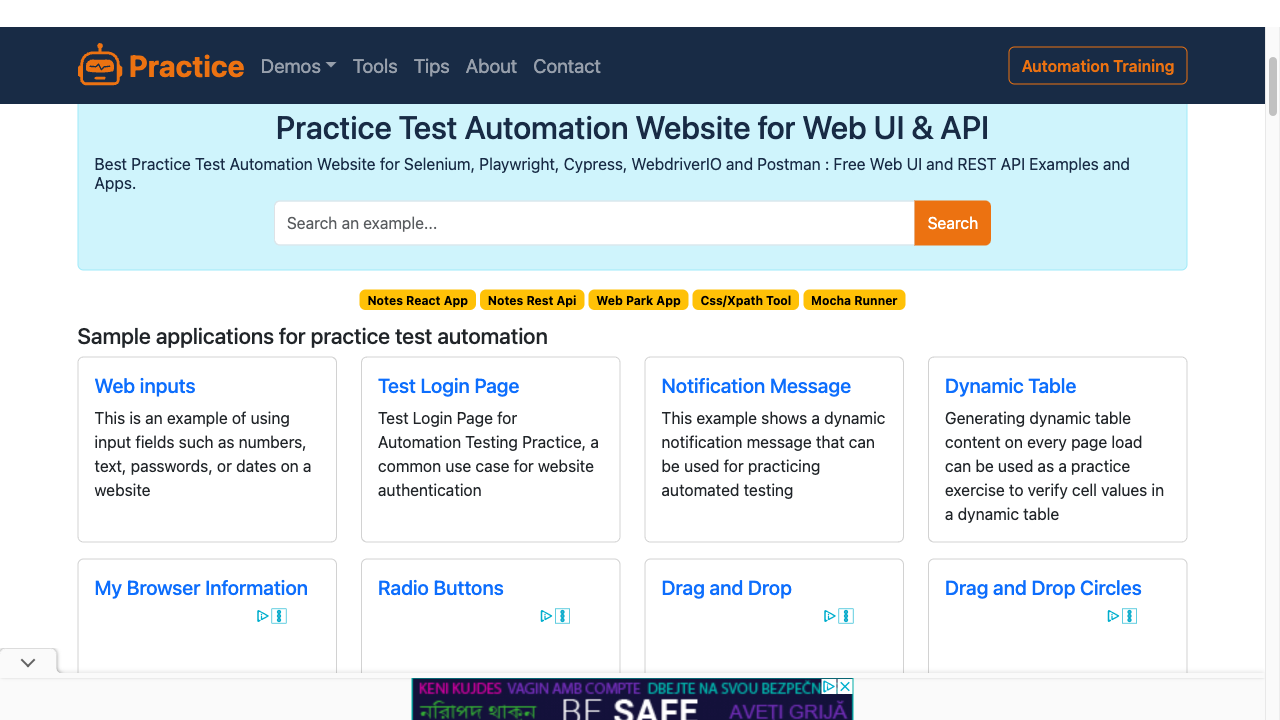 Practice
Demos
Tools
Tips
About
Contact
Automation Training
Practice Test Automation Website for Web UI & API
Best Practice Test Automation Website for Selenium, Playwright, Cypress, WebdriverIO and Postman : Free Web UI and REST API Examples and
Apps.
Search an example...
Search
Notes React App
Notes Rest Api
Web Park App
Css/Xpath Tool
Mocha Runner
Sample applications for practice test automation
Web inputs
This is an example of using
input fields such as numbers,
text, passwords, or dates on a
website
Test Login Page
Test Login Page for
Automation Testing Practice, a
common use case for website
authentication
Notification Message
This example shows a dynamic
notification message that can
be used for practicing
automated testing
Dynamic Table
Generating dynamic table
content on every page load
can be used as a practice
exercise to verify cell values in
a dynamic table
My Browser Information
Radio Buttons
Drag and Drop
Drag and Drop Circles
KENI KUJDES VAGIN AMB COMPTE DBEJTE NA SVOU BEZPEČN
নিরাপদ থাকুন BE SAFE AVEȚI GRIJĂ